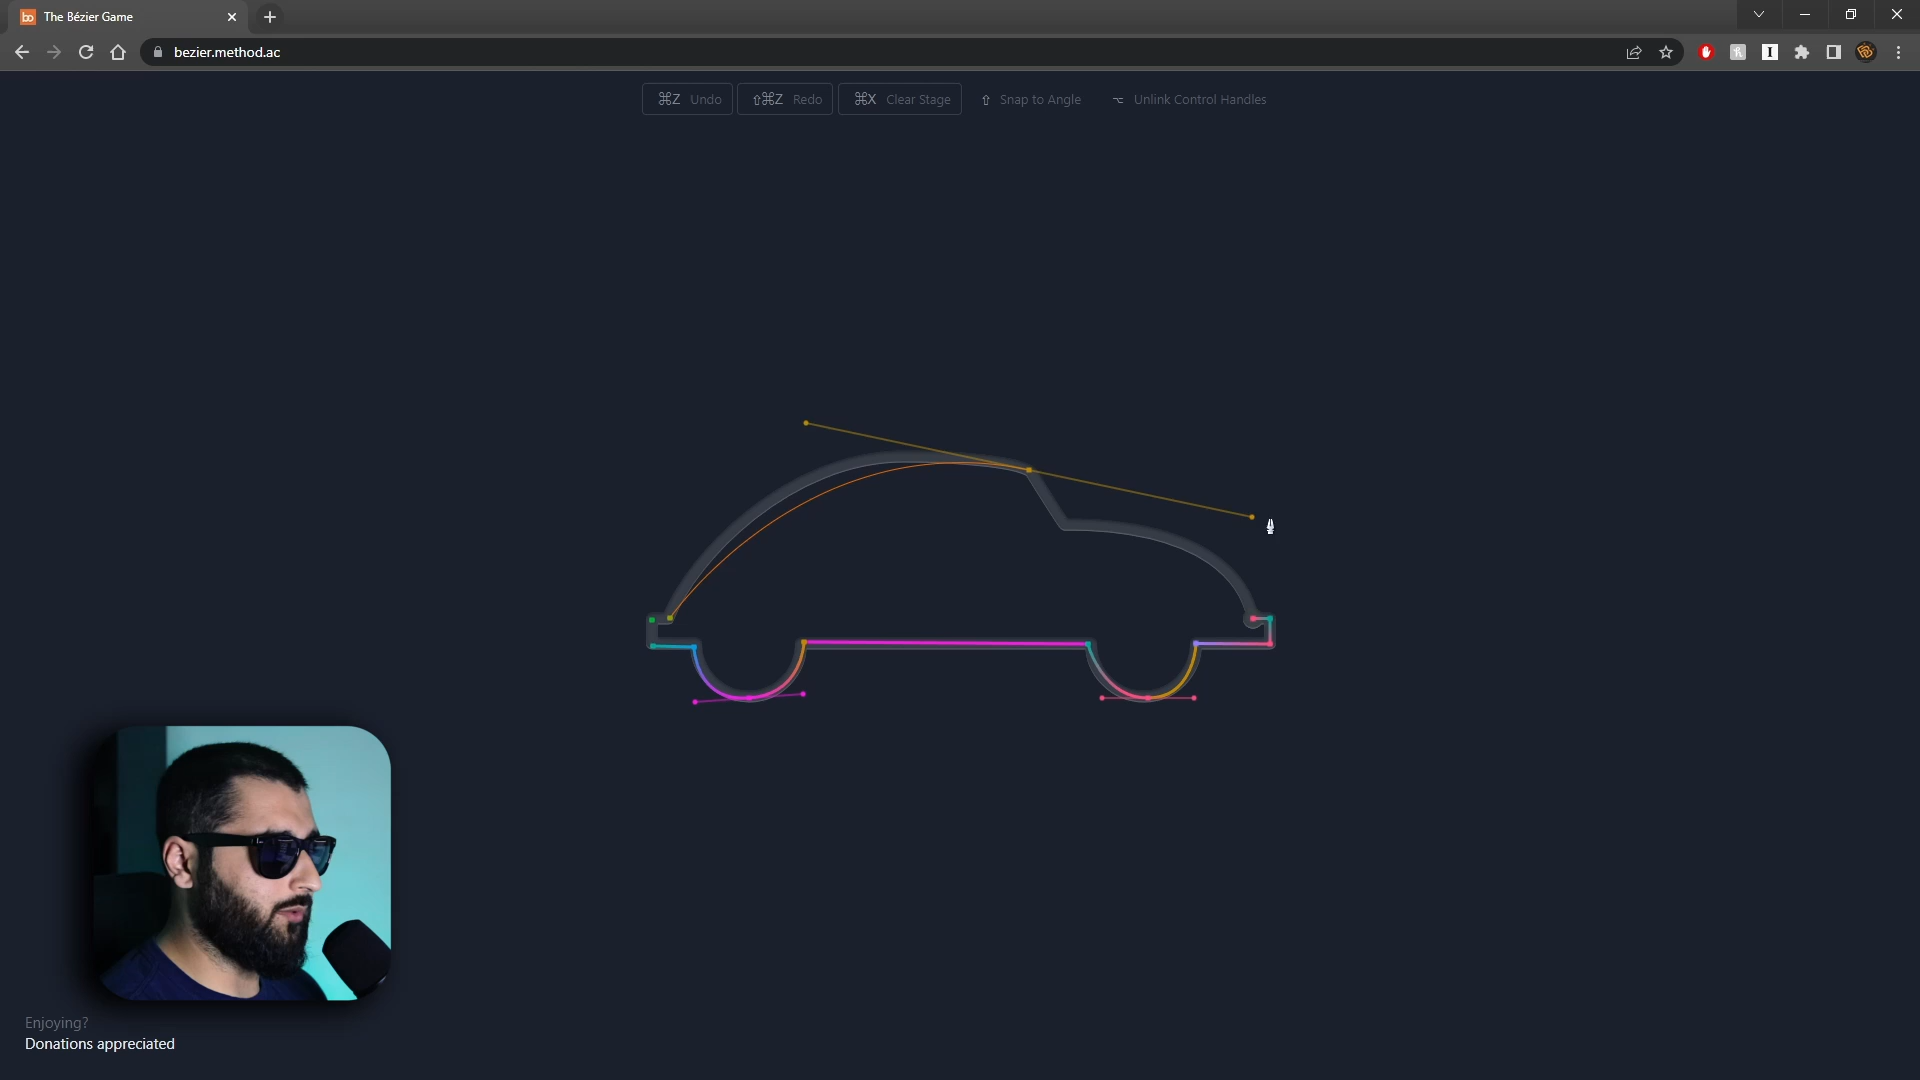 The Bézier Game
bezier.method.ac
⌘Z Undo
⇧⌘Z Redo
⌘X Clear Stage
⇧ Snap to Angle
⌥ Unlink Control Handles
Enjoying?
Donations appreciated